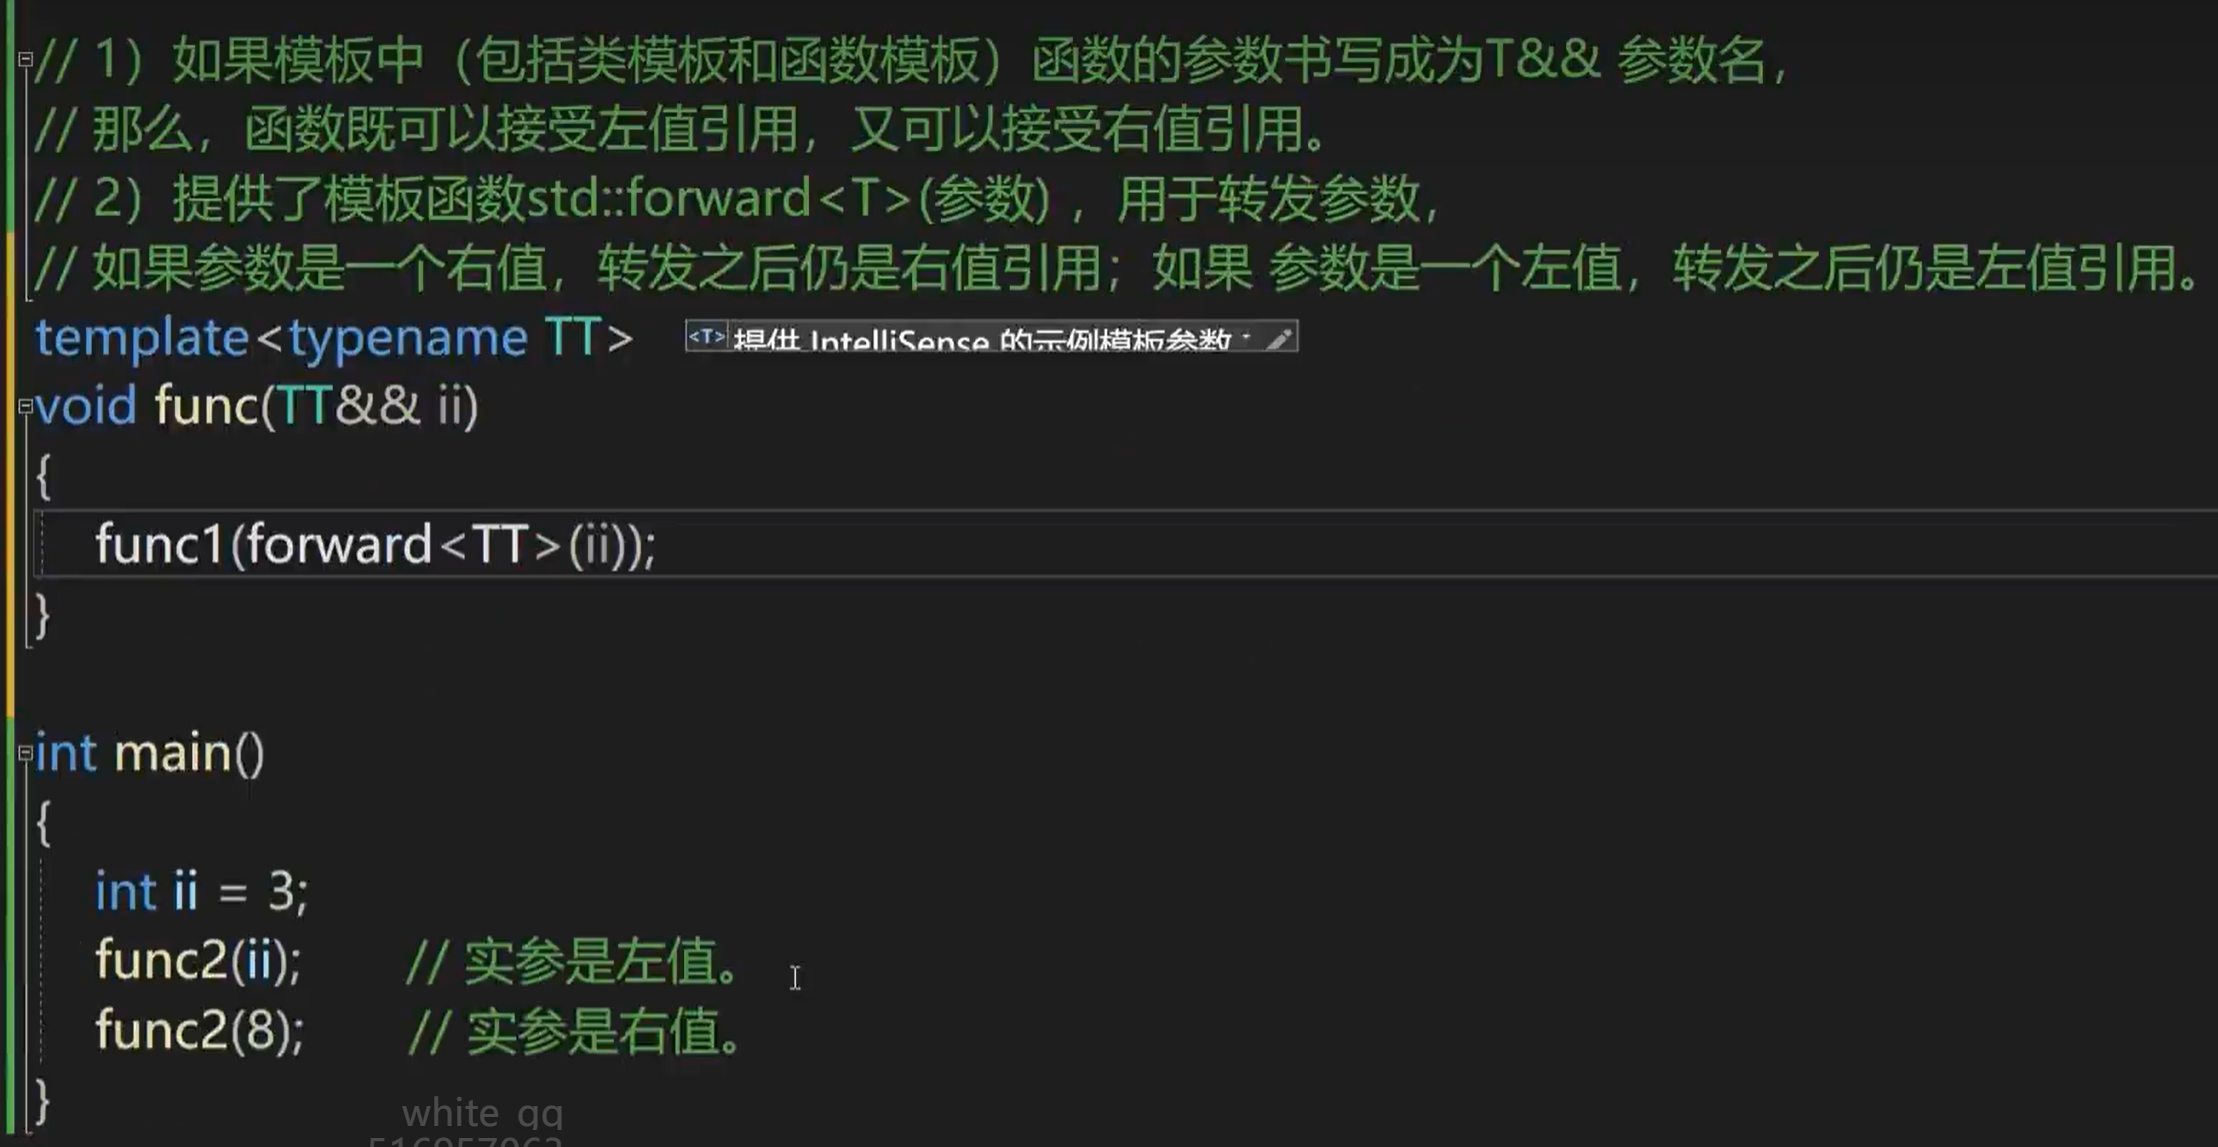 // 1）如果模板中（包括类模板和函数模板）函数的参数书写成为T&& 参数名，
// 那么，函数既可以接受左值引用，又可以接受右值引用。
// 2）提供了模板函数std::forward<T>(参数) ，用于转发参数，
// 如果参数是一个右值，转发之后仍是右值引用；如果 参数是一个左值，转发之后仍是左值引用。
template<typename TT> <T> 提供 IntelliSense 的示例模板参数
void func(TT&& ii)
{
func1(forward<TT>(ii));
}
int main()
{
int ii = 3;
func2(ii); // 实参是左值。
func2(8); // 实参是右值。
}
white qq